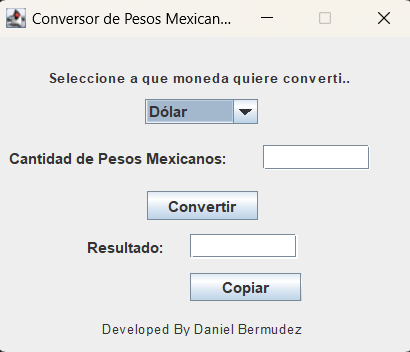 Conversor de Pesos Mexican...
Seleccione a que moneda quiere converti..
Dólar
Cantidad de Pesos Mexicanos:
Convertir
Resultado:
Copiar
Developed By Daniel Bermudez